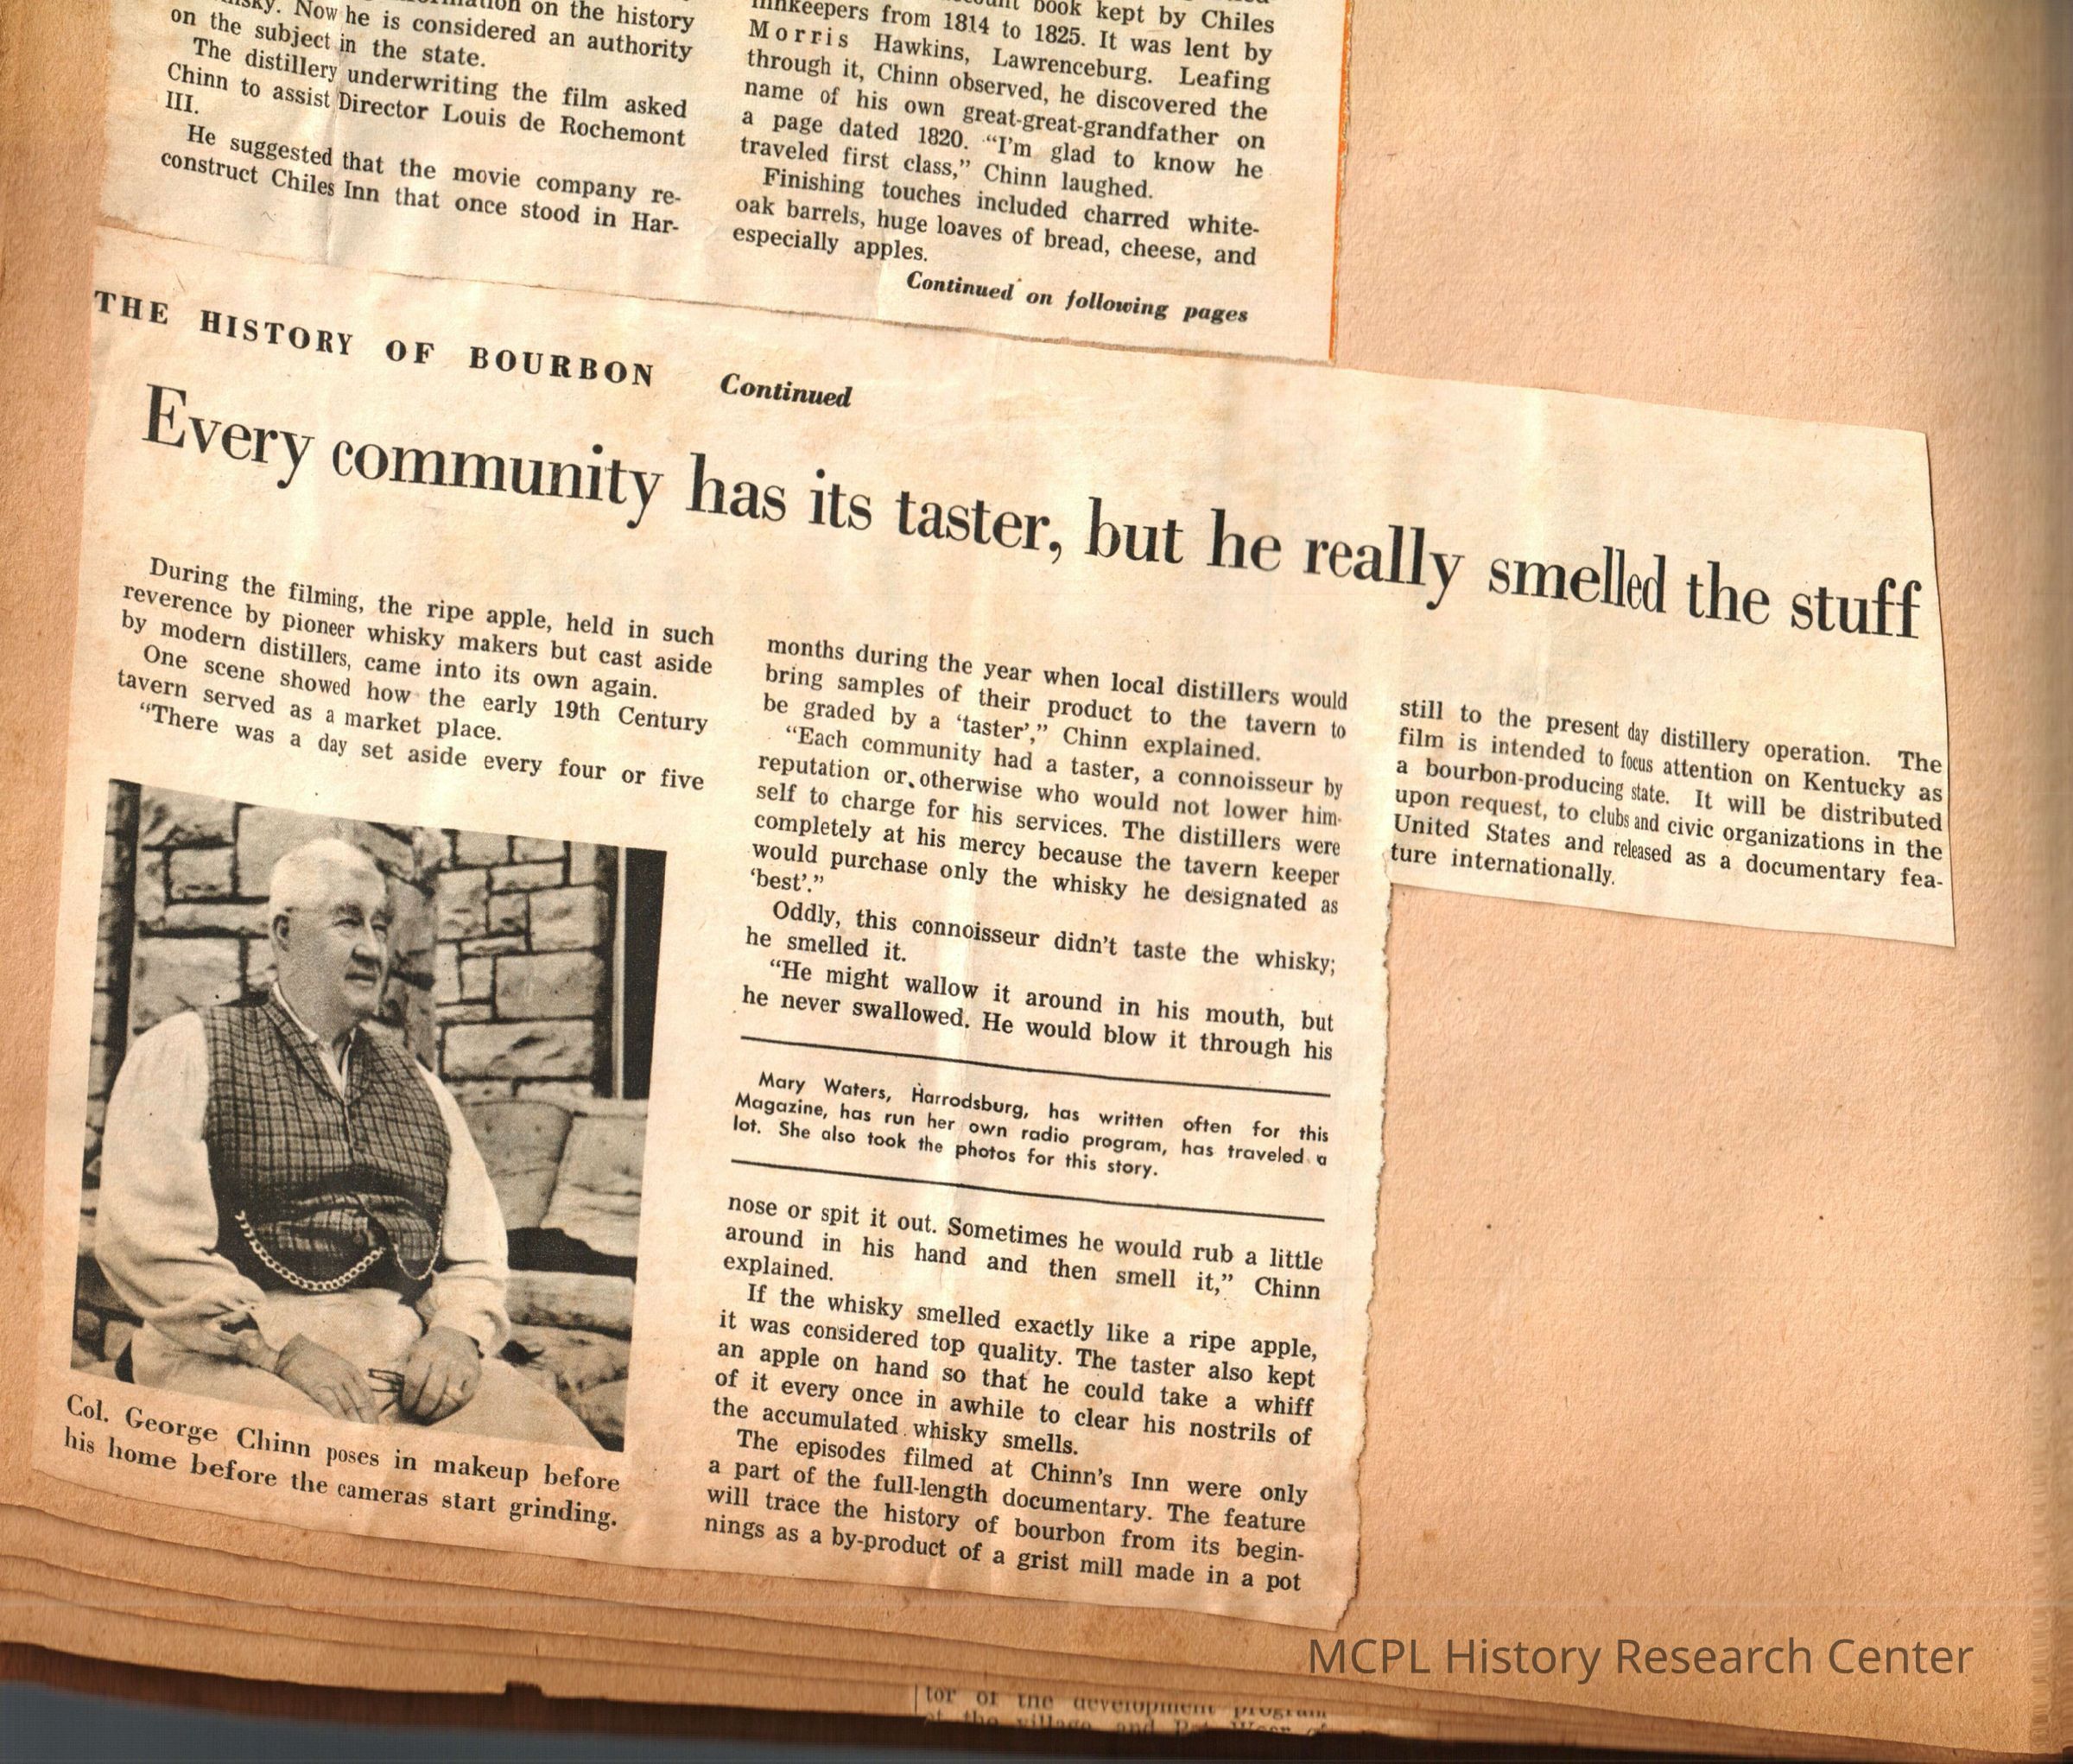 Now he is considered an authority
on the subject in the state.
The distillery underwriting the film asked
Chinn to assist Director Louis de Rochemont
III.
He suggested that the movie company re-
construct Chiles Inn that once stood in Har-
book kept by Chiles
innkeepers from 1814 to 1825. It was lent by
Morris Hawkins, Lawrenceburg. Leafing
through it, Chinn observed, he discovered the
name of his own great-great-grandfather on
a page dated 1820. “I'm glad to know he
traveled first class,” Chinn laughed.
Finishing touches included charred white-
oak barrels, huge loaves of bread, cheese, and
especially apples.
Continued on following pages
THE HISTORY OF BOURBON Continued
Every community has its taster, but he really smelled the stuff
During the filming, the ripe apple, held in such
reverence by pioneer whisky makers but cast aside
by modern distillers, came into its own again.
One scene showed how the early 19th Century
tavern served as a market place.
“There was a day set aside every four or five
Col. George Chinn poses in makeup before
his home before the cameras start grinding.
months during the year when local distillers would
bring samples of their product to the tavern to
be graded by a ‘taster’,” Chinn explained.
“Each community had a taster, a connoisseur by
reputation or otherwise who would not lower him-
self to charge for his services. The distillers were
completely at his mercy because the tavern keeper
would purchase only the whisky he designated as
‘best’.”
Oddly, this connoisseur didn't taste the whisky;
he smelled it.
“He might wallow it around in his mouth, but
he never swallowed. He would blow it through his
Mary Waters, Harrodsburg, has written often for this
Magazine, has run her own radio program, has traveled a
lot. She also took the photos for this story.
nose or spit it out. Sometimes he would rub a little
around in his hand and then smell it,” Chinn
explained.
If the whisky smelled exactly like a ripe apple,
it was considered top quality. The taster also kept
an apple on hand so that he could take a whiff
of it every once in awhile to clear his nostrils of
the accumulated whisky smells.
The episodes filmed at Chinn's Inn were only
a part of the full-length documentary. The feature
will trace the history of bourbon from its begin-
nings as a by-product of a grist mill made in a pot
still to the present day distillery operation. The
film is intended to focus attention on Kentucky as
a bourbon-producing state. It will be distributed
upon request, to clubs and civic organizations in the
United States and released as a documentary fea-
ture internationally.
MCPL History Research Center
tor of the development program
at the village and